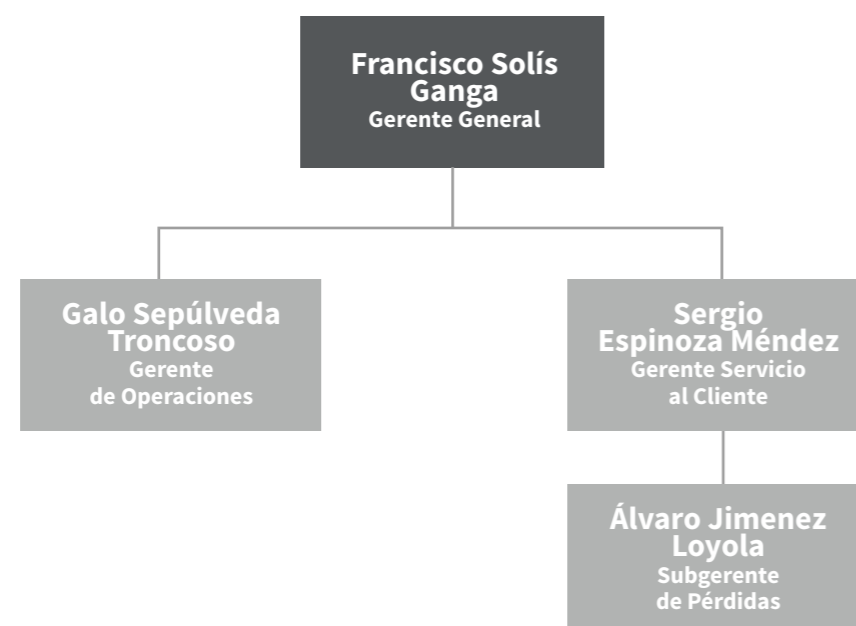 Francisco Solís
Ganga
Gerente General
Galo Sepúlveda
Troncoso
Gerente
de Operaciones
Sergio
Espinoza Méndez
Gerente Servicio
al Cliente
Álvaro Jimenez
Loyola
Subgerente
de Pérdidas